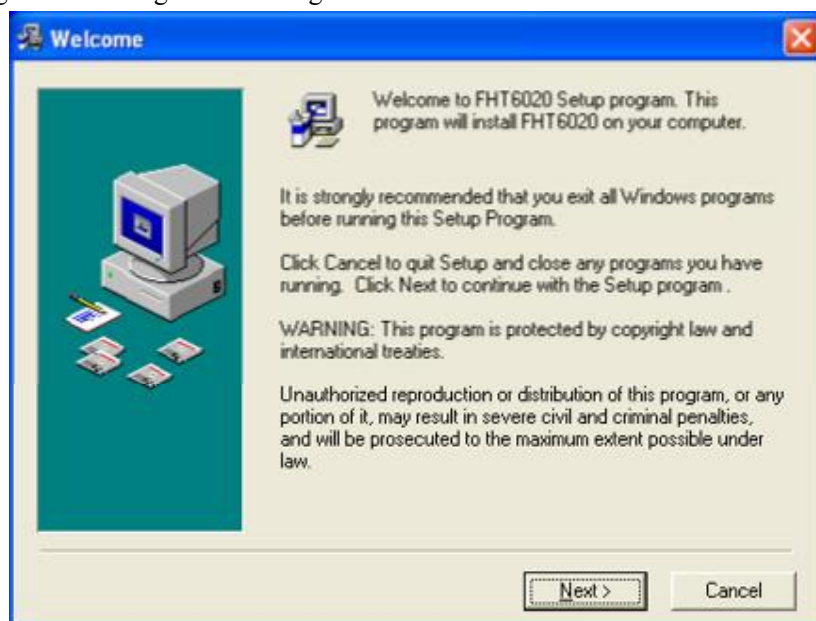 Welcome
Welcome to FHT6020 Setup program. This
program will install FHT6020 on your computer.
It is strongly recommended that you exit all Windows programs
before running this Setup Program.
Click Cancel to quit Setup and close any programs you have
running. Click Next to continue with the Setup program .
WARNING: This program is protected by copyright law and
international treaties.
Unauthorized reproduction or distribution of this program, or any
portion of it, may result in severe civil and criminal penalties,
and will be prosecuted to the maximum extent possible under
law.
Next >
Cancel